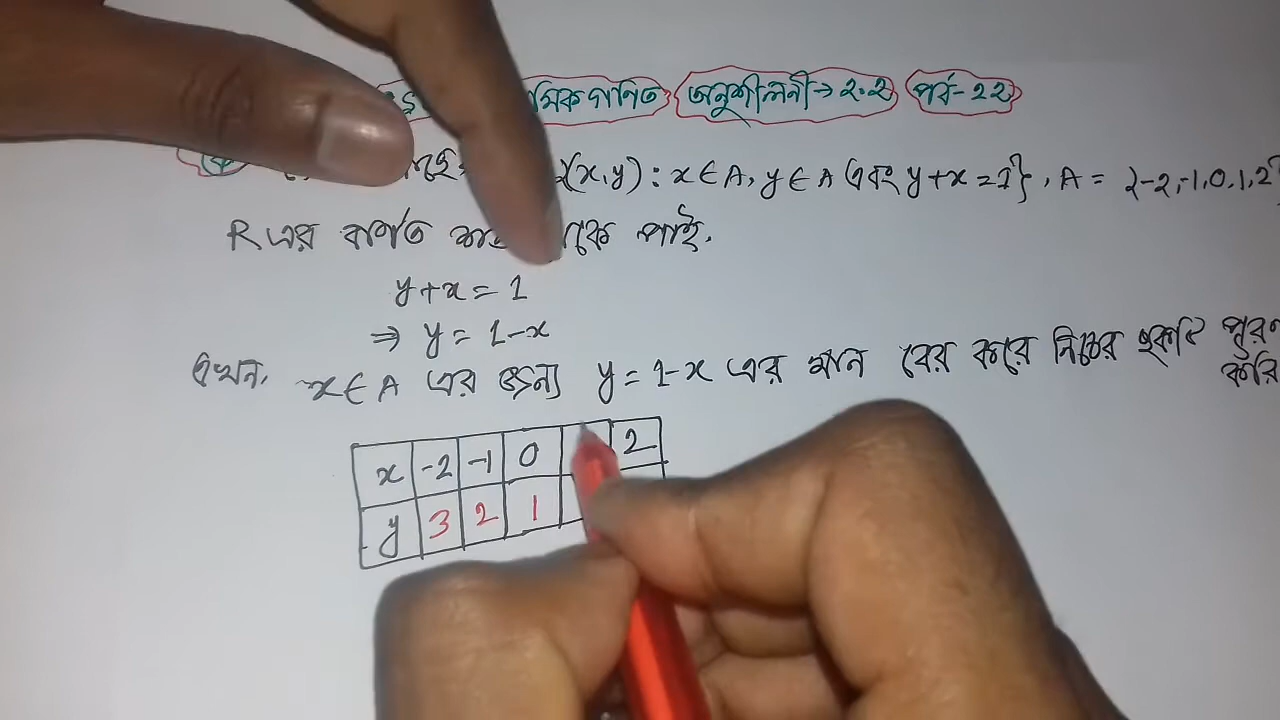 গণিত অনুশীলনী→২.২ পর্ব-২২
(x,y) : x∈A, y∈A এবং y+x=1}, A = {-2,-1,0,1,2}
R এর বর্ণিত থেকে পাই,
y+x=1
⇒ y=1-x
এখন, x∈A এর জন্য y=1-x এর মান বের করে নিচের ছকটি পূরণ করি
x -2 -1 0 2
y 3 2 1